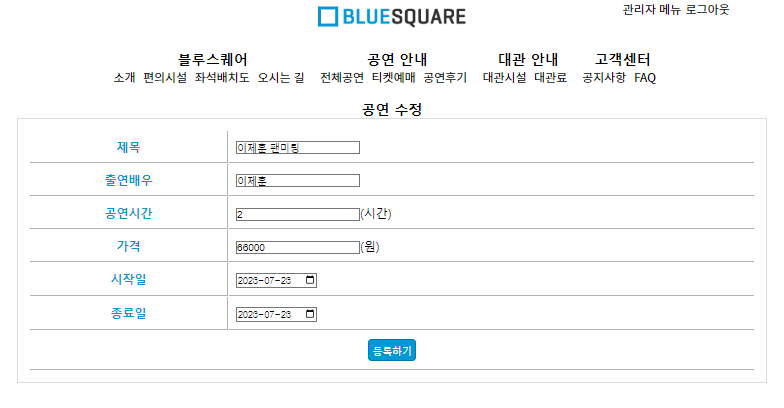 관리자 메뉴 로그아웃
BLUESQUARE
블루스퀘어 공연 안내 대관 안내 고객센터
소개 편의시설 좌석배치도 오시는 길 전체공연 티켓예매 공연후기 대관시설 대관료 공지사항 FAQ
공연 수정
제목 이제훈 팬미팅
출연배우 이제훈
공연시간 2 (시간)
가격 66000 (원)
시작일 2023-07-23
종료일 2023-07-23
등록하기